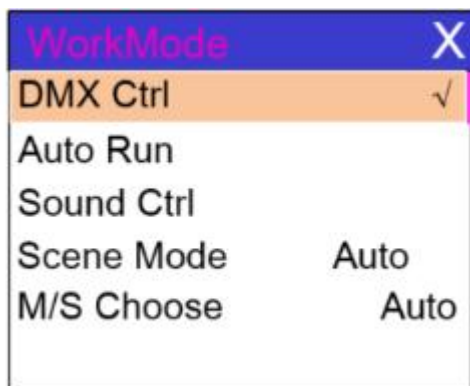 WorkMode X
DMX Ctrl √
Auto Run
Sound Ctrl
Scene Mode Auto
M/S Choose Auto